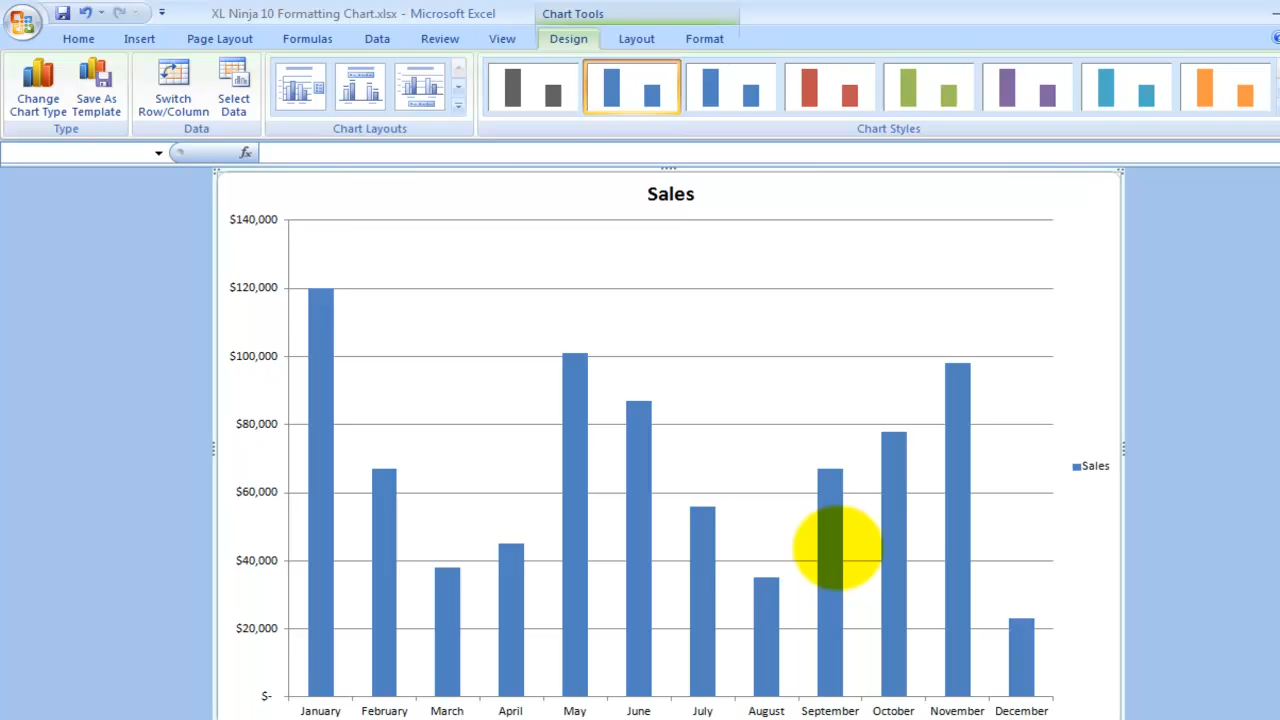 XL Ninja 10 Formatting Chart.xlsx - Microsoft Excel
Chart Tools
Home Insert Page Layout Formulas Data Review View Design Layout Format
Change Chart Type
Save As Template
Switch Row/Column
Select Data
Type Data Chart Layouts Chart Styles
fx
Sales
$140,000
$120,000
$100,000
$80,000
$60,000
$40,000
$20,000
$-
Sales
January February March April May June July August September October November December